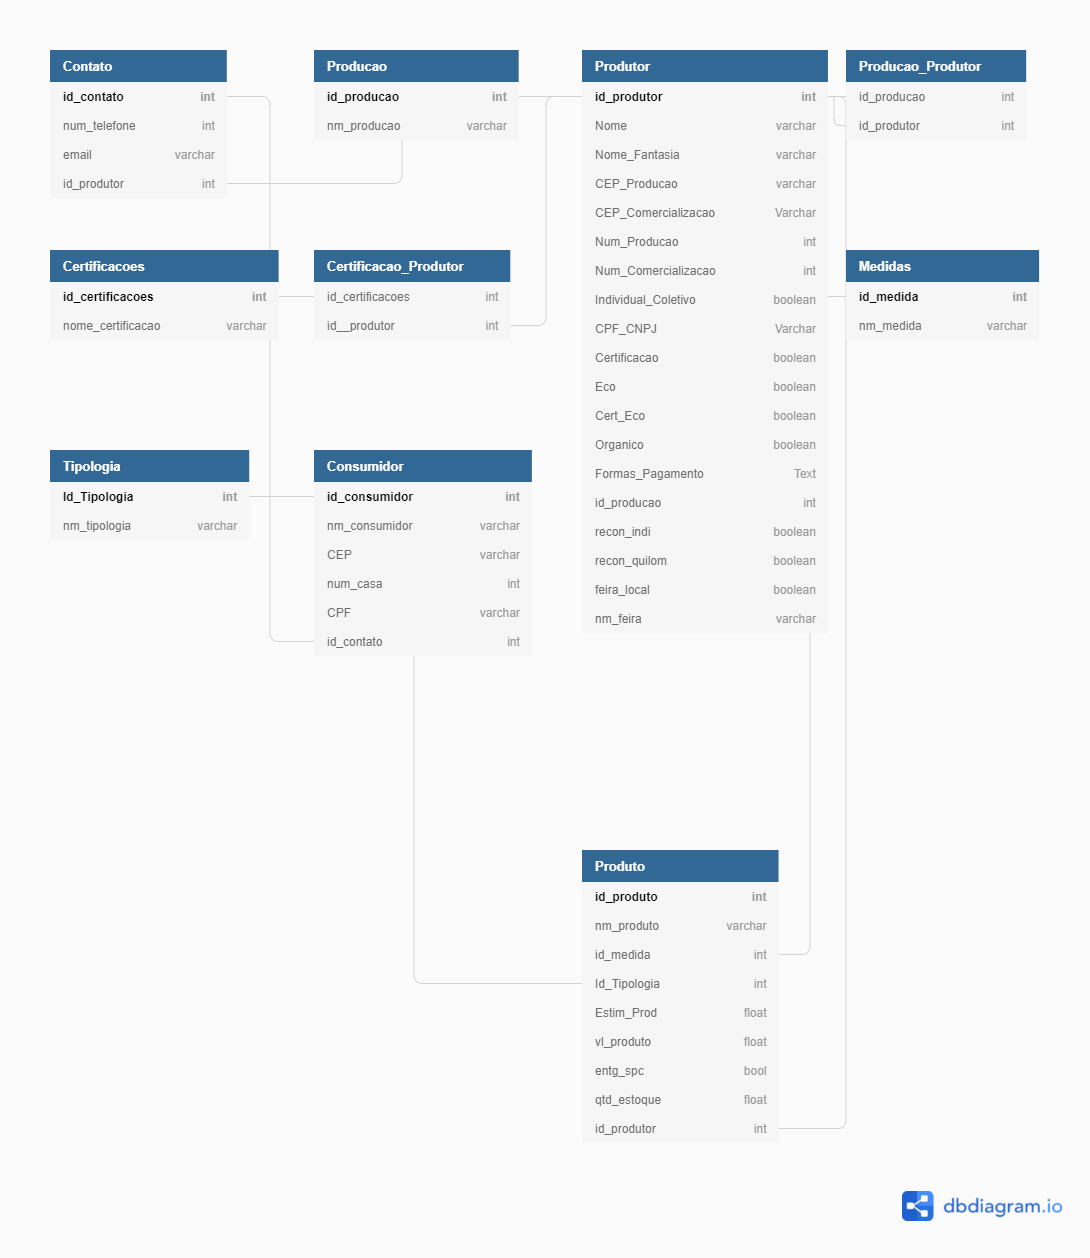 Contato
id_contato int
num_telefone int
email varchar
id_produtor int
Producao
id_producao int
nm_producao varchar
Produtor
id_produtor int
Nome varchar
Nome_Fantasia varchar
CEP_Producao varchar
CEP_Comercializacao Varchar
Num_Producao int
Num_Comercializacao int
Individual_Coletivo boolean
CPF_CNPJ Varchar
Certificacao boolean
Eco boolean
Cert_Eco boolean
Organico boolean
Formas_Pagamento Text
id_producao int
recon_indi boolean
recon_quilom boolean
feira_local boolean
nm_feira varchar
Producao_Produtor
id_producao int
id_produtor int
Certificacoes
id_certificacoes int
nome_certificacao varchar
Certificacao_Produtor
id_certificacoes int
id__produtor int
Medidas
id_medida int
nm_medida varchar
Tipologia
Id_Tipologia int
nm_tipologia varchar
Consumidor
id_consumidor int
nm_consumidor varchar
CEP varchar
num_casa int
CPF varchar
id_contato int
Produto
id_produto int
nm_produto varchar
id_medida int
Id_Tipologia int
Estim_Prod float
vl_produto float
entg_spc bool
qtd_estoque float
id_produtor int
dbdiagram.io